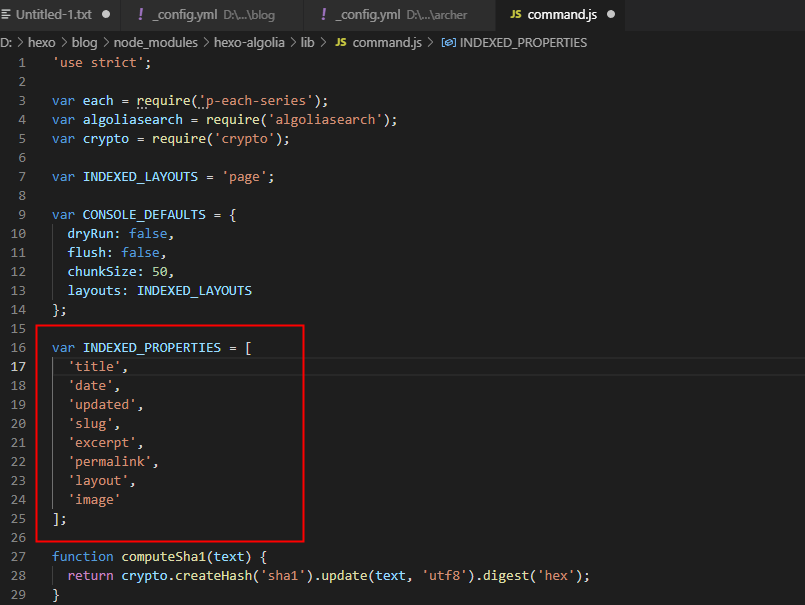 Untitled-1.txt ! _config.yml D:\...\blog ! _config.yml D:\...\archer JS command.js
D: > hexo > blog > node_modules > hexo-algolia > lib > JS command.js > INDEXED_PROPERTIES
1 'use strict';
2
3 var each = require('p-each-series');
4 var algoliasearch = require('algoliasearch');
5 var crypto = require('crypto');
6
7 var INDEXED_LAYOUTS = 'page';
8
9 var CONSOLE_DEFAULTS = {
10 dryRun: false,
11 flush: false,
12 chunkSize: 50,
13 layouts: INDEXED_LAYOUTS
14 };
15
16 var INDEXED_PROPERTIES = [
17 'title',
18 'date',
19 'updated',
20 'slug',
21 'excerpt',
22 'permalink',
23 'layout',
24 'image'
25 ];
26
27 function computeSha1(text) {
28 return crypto.createHash('sha1').update(text, 'utf8').digest('hex');
29 }